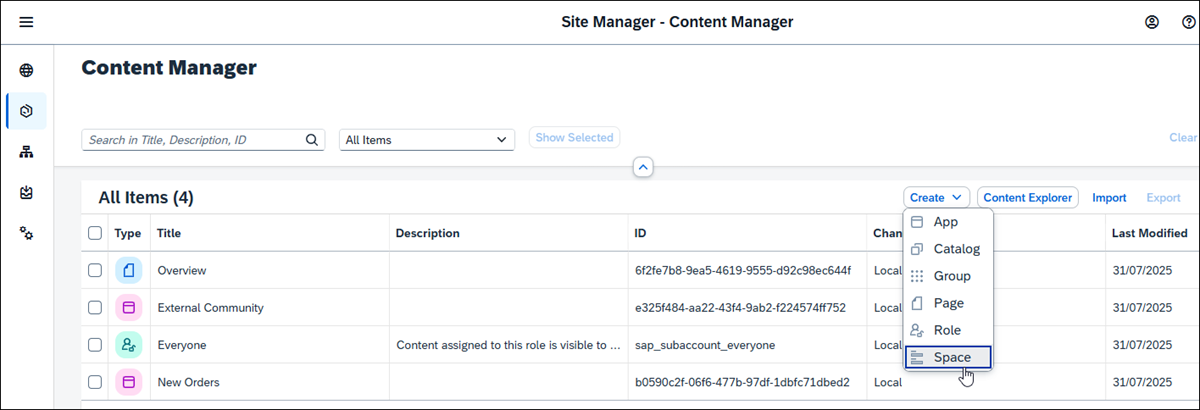 Site Manager - Content Manager
Content Manager
Search in Title, Description, ID
All Items
Show Selected
Clear
All Items (4)
Create
Content Explorer
Import
Export
Type Title Description ID Chan Last Modified
Overview 6f2fe7b8-9ea5-4619-9555-d92c98ec644f Local 31/07/2025
External Community e325f484-aa22-43f4-9ab2-f224574ff752 Local 31/07/2025
Everyone Content assigned to this role is visible to ... sap_subaccount_everyone Local 31/07/2025
New Orders b0590c2f-06f6-477b-97df-1dbfc71dbed2 Local 31/07/2025
App
Catalog
Group
Page
Role
Space